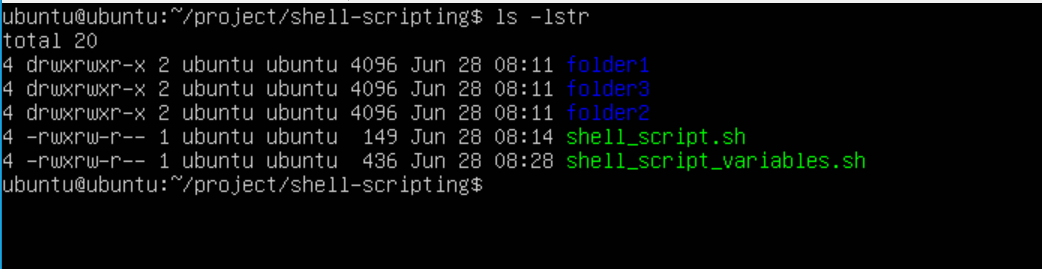 ubuntu@ubuntu:~/project/shell-scripting$ ls -lstr
total 20
4 drwxrwxr-x 2 ubuntu ubuntu 4096 Jun 28 08:11 folder1
4 drwxrwxr-x 2 ubuntu ubuntu 4096 Jun 28 08:11 folder3
4 drwxrwxr-x 2 ubuntu ubuntu 4096 Jun 28 08:11 folder2
4 -rwxrw-r-- 1 ubuntu ubuntu  149 Jun 28 08:14 shell_script.sh
4 -rwxrw-r-- 1 ubuntu ubuntu  436 Jun 28 08:28 shell_script_variables.sh
ubuntu@ubuntu:~/project/shell-scripting$